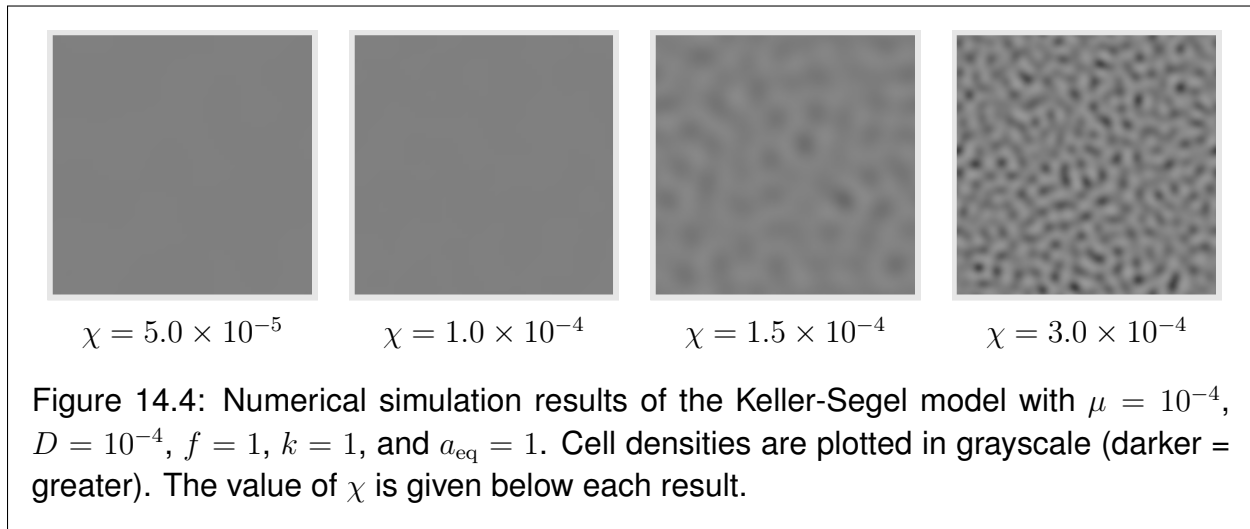 χ = 5.0 × 10⁻⁵ χ = 1.0 × 10⁻⁴ χ = 1.5 × 10⁻⁴ χ = 3.0 × 10⁻⁴
Figure 14.4: Numerical simulation results of the Keller-Segel model with μ = 10⁻⁴,
D = 10⁻⁴, f = 1, k = 1, and a_eq = 1. Cell densities are plotted in grayscale (darker =
greater). The value of χ is given below each result.